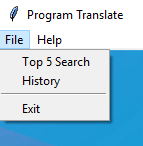 Program Translate
File Help
Top 5 Search
History
Exit